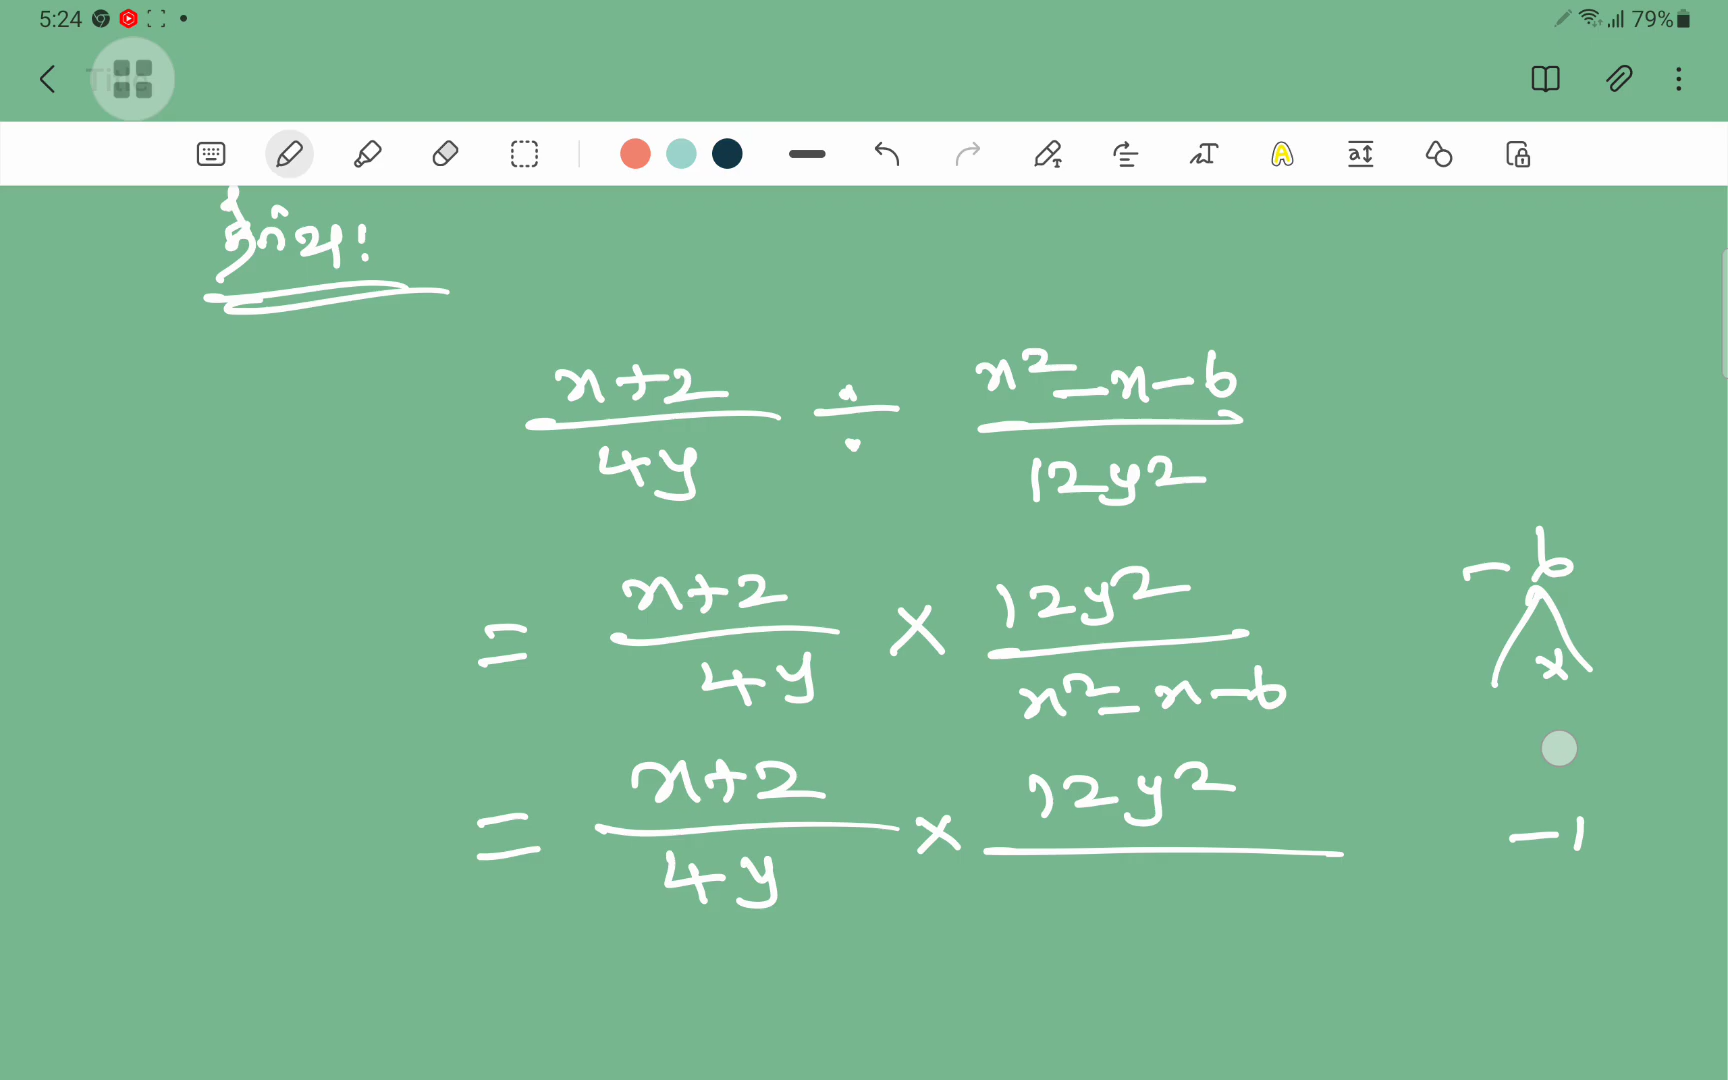 5:24
79%
தீர்வு!
x+2 / 4y ÷ x² - x - 6 / 12y²
= x+2 / 4y × 12y² / x² - x - 6
-6
×
-1
= x+2 / 4y × 12y² /